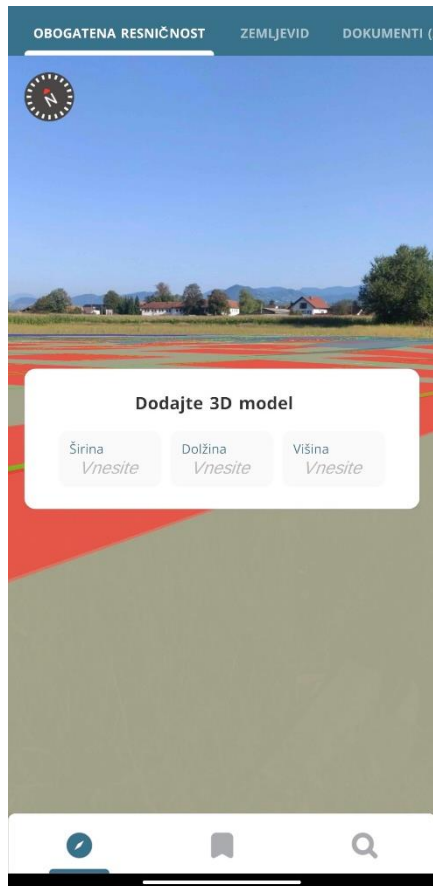 OBOGATENA RESNIČNOST ZEMLJEVID DOKUMENTI (
N
Dodajte 3D model
Širina Dolžina Višina
Vnesite Vnesite Vnesite